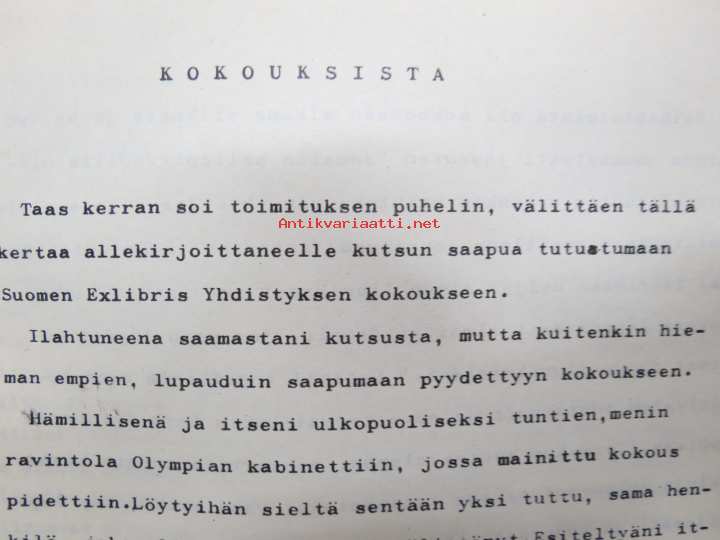 K O K O U K S I S T A
Taas kerran soi toimituksen puhelin, välittäen tällä
Antikvariaatti.net
kertaa allekirjoittaneelle kutsun saapua tutustumaan
Suomen Exlibris Yhdistyksen kokoukseen.
Ilahtuneena saamastani kutsusta, mutta kuitenkin hie-
man empien, lupauduin saapumaan pyydettyyn kokoukseen.
Hämillisenä ja itseni ulkopuoliseksi tuntien,menin
ravintola Olympian kabinettiin, jossa mainittu kokous
pidettiin.Löytyihän sieltä sentään yksi tuttu, sama hen-
Esiteltyäni it-